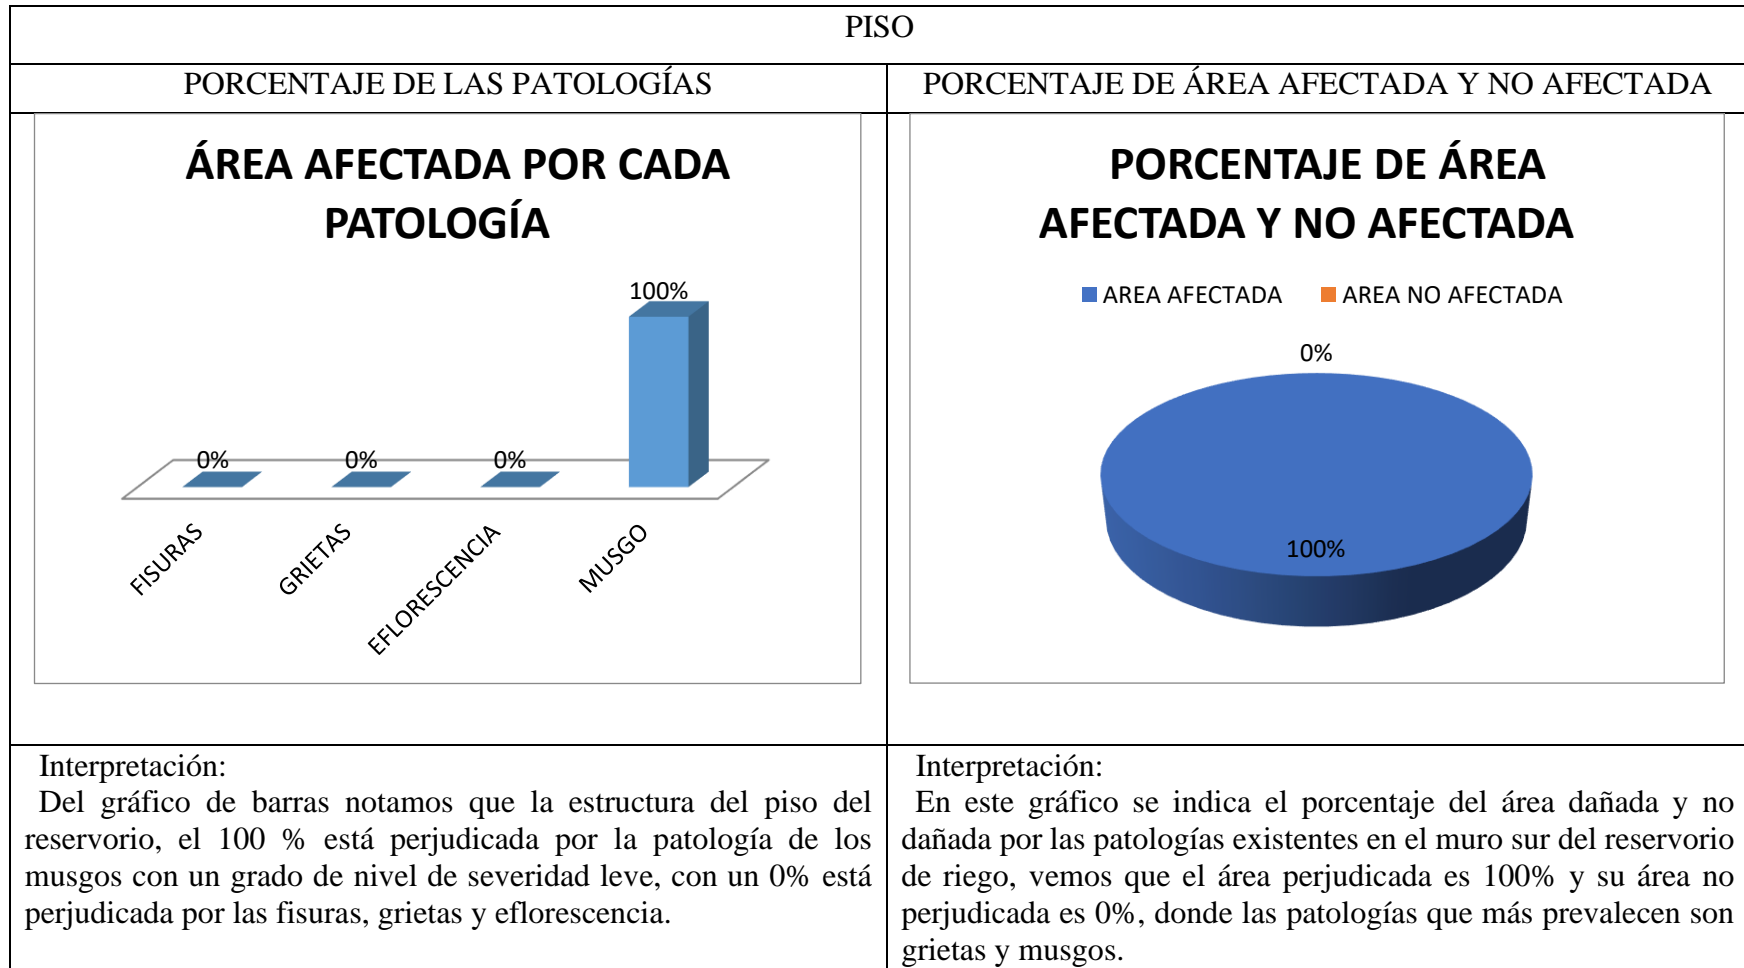 PISO
PORCENTAJE DE LAS PATOLOGÍAS
PORCENTAJE DE ÁREA AFECTADA Y NO AFECTADA
ÁREA AFECTADA POR CADA
PATOLOGÍA
100%
0%
0%
0%
FISURAS
GRIETAS
EFLORESCENCIA
MUSGO
PORCENTAJE DE ÁREA
AFECTADA Y NO AFECTADA
AREA AFECTADA
AREA NO AFECTADA
0%
100%
Interpretación:
Del gráfico de barras notamos que la estructura del piso del
reservorio, el 100 % está perjudicada por la patología de los
musgos con un grado de nivel de severidad leve, con un 0% está
perjudicada por las fisuras, grietas y eflorescencia.
Interpretación:
En este gráfico se indica el porcentaje del área dañada y no
dañada por las patologías existentes en el muro sur del reservorio
de riego, vemos que el área perjudicada es 100% y su área no
perjudicada es 0%, donde las patologías que más prevalecen son
grietas y musgos.